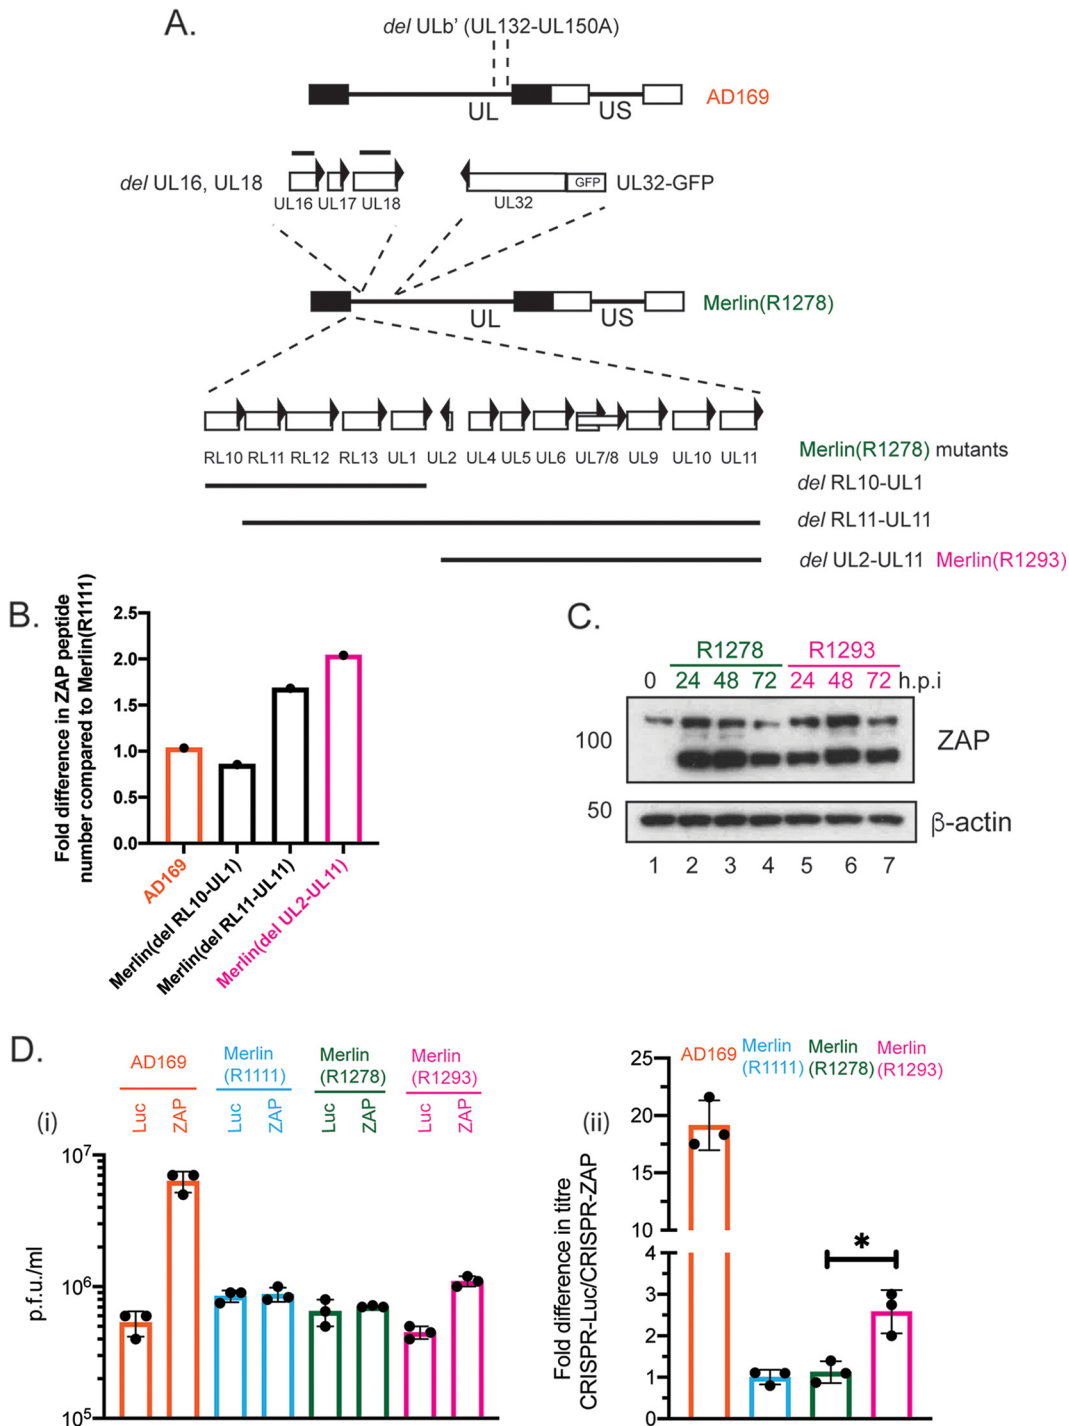 A.
del ULb' (UL132-UL150A)
UL US AD169
del UL16, UL18
UL16 UL17 UL18
GFP
UL32
UL32-GFP
UL US Merlin(R1278)
RL10 RL11 RL12 RL13 UL1 UL2 UL4 UL5 UL6 UL7/8 UL9 UL10 UL11
Merlin(R1278) mutants
del RL10-UL1
del RL11-UL11
del UL2-UL11 Merlin(R1293)
B.
Fold difference in ZAP peptide
number compared to Merlin(R1111)
2.5
2.0
1.5
1.0
0.5
0.0
AD169
Merlin(del RL10-UL1)
Merlin(del RL11-UL11)
Merlin(del UL2-UL11)
C.
R1278 R1293
0 24 48 72 24 48 72 h.p.i
100
ZAP
50
β-actin
1 2 3 4 5 6 7
D.
(i)
AD169
Merlin
(R1111)
Merlin
(R1278)
Merlin
(R1293)
Luc ZAP Luc ZAP Luc ZAP Luc ZAP
p.f.u./ml
10⁷
10⁶
10⁵
(ii)
AD169
Merlin
(R1111)
Merlin
(R1278)
Merlin
(R1293)
Fold difference in titre
CRISPR-Luc/CRISPR-ZAP
25
20
15
10
4
3
2
1
0
*